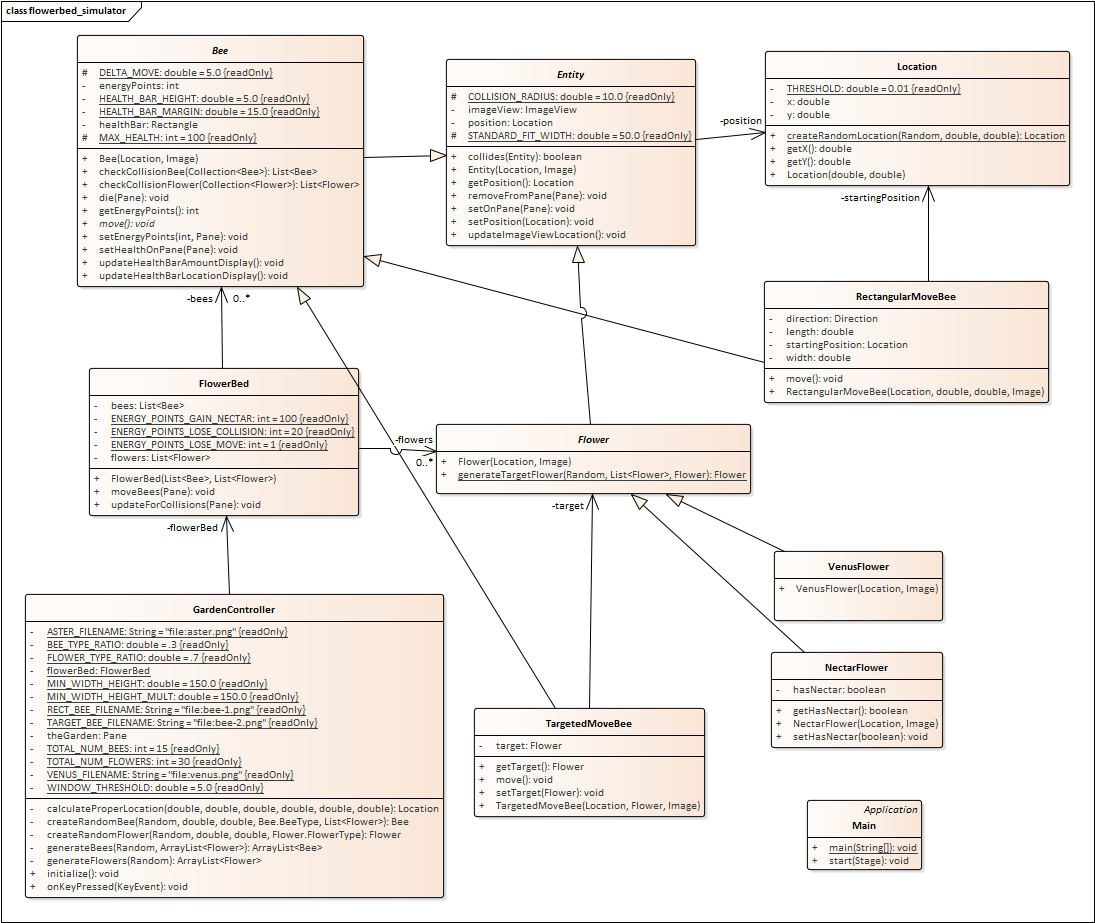 class flowerbed_simulator
Bee
# DELTA_MOVE: double = 5.0 {readOnly}
- energyPoints: int
- HEALTH_BAR_HEIGHT: double = 5.0 {readOnly}
- HEALTH_BAR_MARGIN: double = 15.0 {readOnly}
- healthBar: Rectangle
# MAX_HEALTH: int = 100 {readOnly}
+ Bee(Location, Image)
+ checkCollisionBee(Collection<Bee>): List<Bee>
+ checkCollisionFlower(Collection<Flower>): List<Flower>
+ die(Pane): void
+ getEnergyPoints(): int
+ move(): void
+ setEnergyPoints(int, Pane): void
+ setHealthOnPane(Pane): void
+ updateHealthBarAmountDisplay(): void
+ updateHealthBarLocationDisplay(): void
Entity
# COLLISION_RADIUS: double = 10.0 {readOnly}
- imageView: ImageView
- position: Location
# STANDARD_FIT_WIDTH: double = 50.0 {readOnly}
+ collides(Entity): boolean
+ Entity(Location, Image)
+ getPosition(): Location
+ removeFromPane(Pane): void
+ setOnPane(Pane): void
+ setPosition(Location): void
+ updateImageViewLocation(): void
-position
Location
- THRESHOLD: double = 0.01 {readOnly}
- x: double
- y: double
+ createRandomLocation(Random, double, double): Location
+ getX(): double
+ getY(): double
+ Location(double, double)
-startingPosition
RectangularMoveBee
- direction: Direction
- length: double
- startingPosition: Location
- width: double
+ move(): void
+ RectangularMoveBee(Location, double, double, Image)
-bees 0..*
FlowerBed
- bees: List<Bee>
- ENERGY_POINTS_GAIN_NECTAR: int = 100 {readOnly}
- ENERGY_POINTS_LOSE_COLLISION: int = 20 {readOnly}
- ENERGY_POINTS_LOSE_MOVE: int = 1 {readOnly}
- flowers: List<Flower>
+ FlowerBed(List<Bee>, List<Flower>)
+ moveBees(Pane): void
+ updateForCollisions(Pane): void
-flowers
0..*
Flower
+ Flower(Location, Image)
+ generateTargetFlower(Random, List<Flower>, Flower): Flower
-flowerBed
-target
VenusFlower
+ VenusFlower(Location, Image)
GardenController
- ASTER_FILENAME: String = "file:aster.png" {readOnly}
- BEE_TYPE_RATIO: double = .3 {readOnly}
- FLOWER_TYPE_RATIO: double = .7 {readOnly}
- flowerBed: FlowerBed
- MIN_WIDTH_HEIGHT: double = 150.0 {readOnly}
- MIN_WIDTH_HEIGHT_MULT: double = 150.0 {readOnly}
- RECT_BEE_FILENAME: String = "file:bee-1.png" {readOnly}
- TARGET_BEE_FILENAME: String = "file:bee-2.png" {readOnly}
- theGarden: Pane
- TOTAL_NUM_BEES: int = 15 {readOnly}
- TOTAL_NUM_FLOWERS: int = 30 {readOnly}
- VENUS_FILENAME: String = "file:venus.png" {readOnly}
- WINDOW_THRESHOLD: double = 5.0 {readOnly}
- calculateProperLocation(double, double, double, double, double, double): Location
- createRandomBee(Random, double, double, Bee.BeeType, List<Flower>): Bee
- createRandomFlower(Random, double, double, Flower.FlowerType): Flower
- generateBees(Random, ArrayList<Flower>): ArrayList<Bee>
- generateFlowers(Random): ArrayList<Flower>
+ initialize(): void
+ onKeyPressed(KeyEvent): void
NectarFlower
- hasNectar: boolean
+ getHasNectar(): boolean
+ NectarFlower(Location, Image)
+ setHasNectar(boolean): void
TargetedMoveBee
- target: Flower
+ getTarget(): Flower
+ move(): void
+ setTarget(Flower): void
+ TargetedMoveBee(Location, Flower, Image)
Application
Main
+ main(String[]): void
+ start(Stage): void